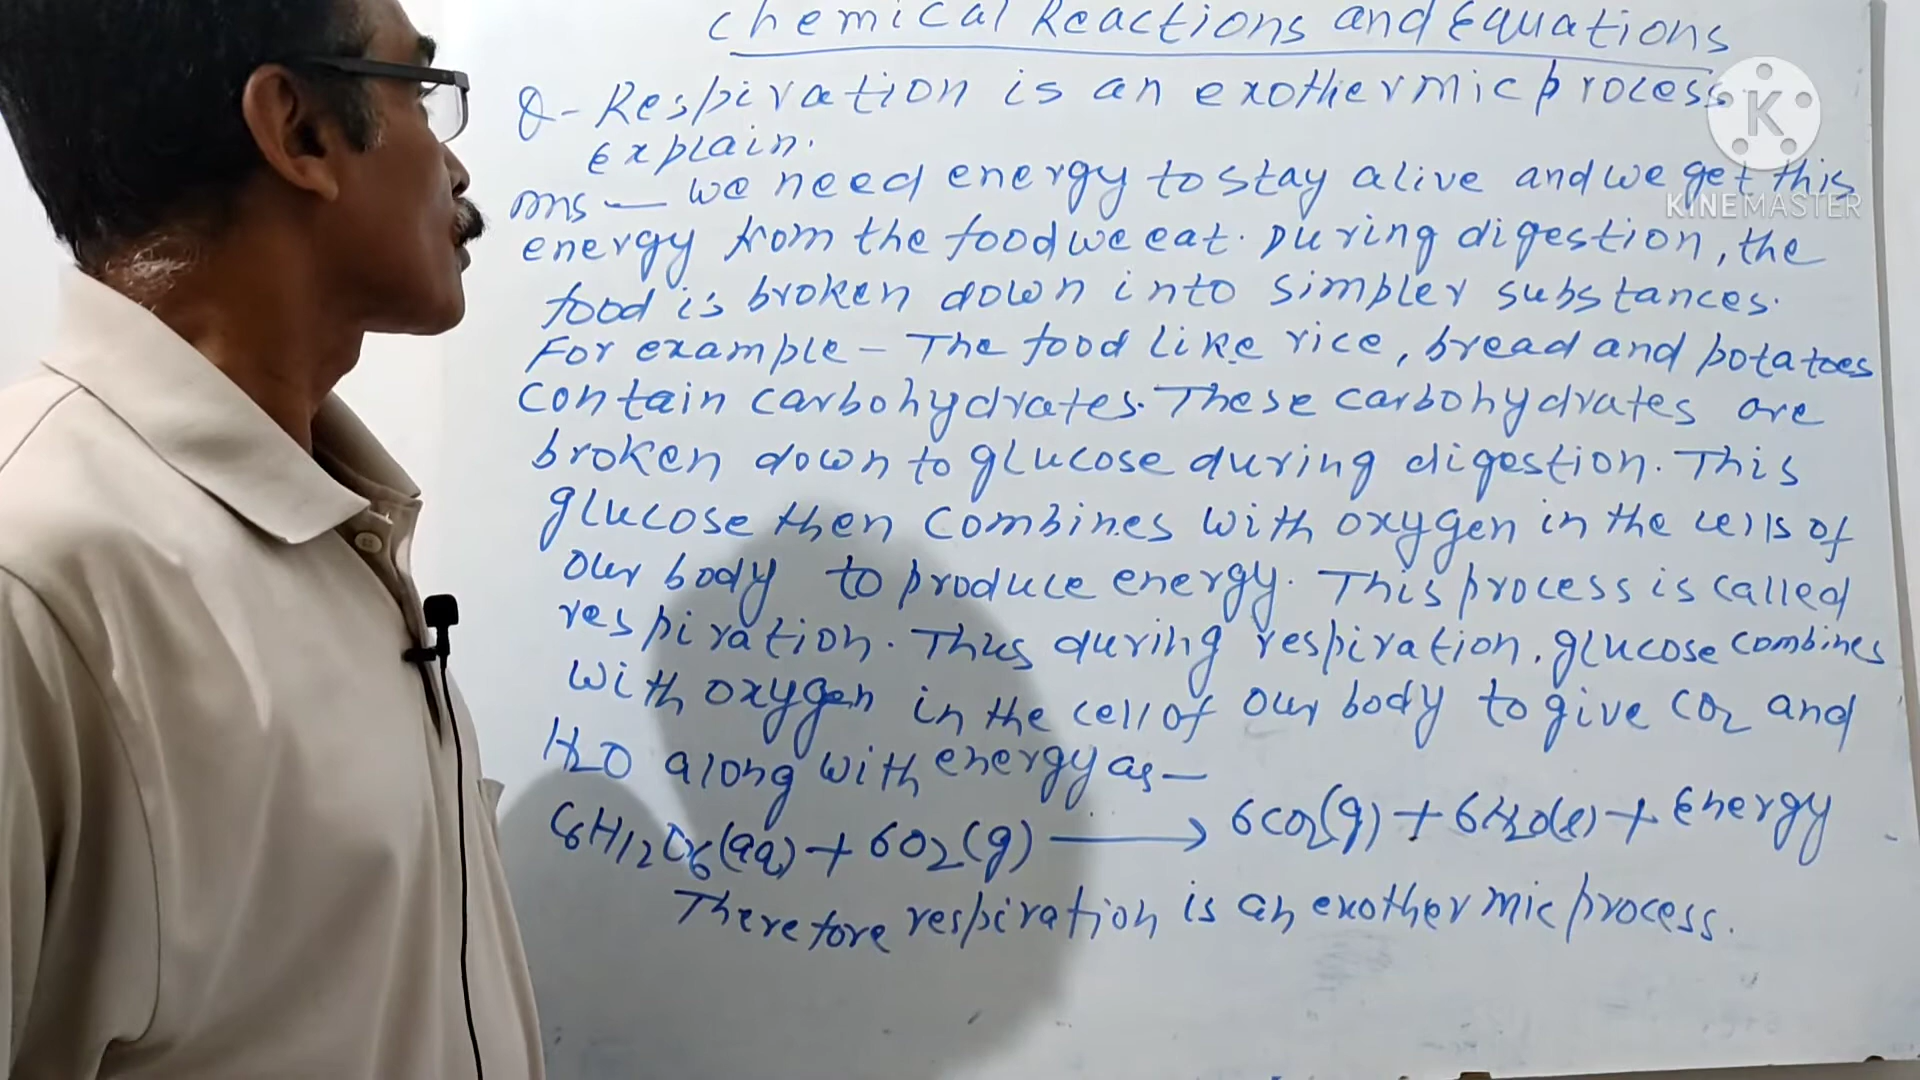 Chemical Reactions and Equations
Q- Respiration is an exothermic process
explain.
Ans — we need energy to stay alive and we get this
energy from the food we eat. During digestion, the
food is broken down into simpler substances.
For example - The food like rice, bread and potatoes
contain carbohydrates. These carbohydrates are
broken down to glucose during digestion. This
glucose then combines with oxygen in the cells of
our body to produce energy. This process is called
respiration. Thus during respiration, glucose combines
with oxygen in the cell of our body to give CO2 and
H2O along with energy as —
C6H12O6(aq) + 6O2(g) ⟶ 6CO2(g) + 6H2O(l) + Energy
Therefore respiration is an exothermic process.
K
KINEMASTER